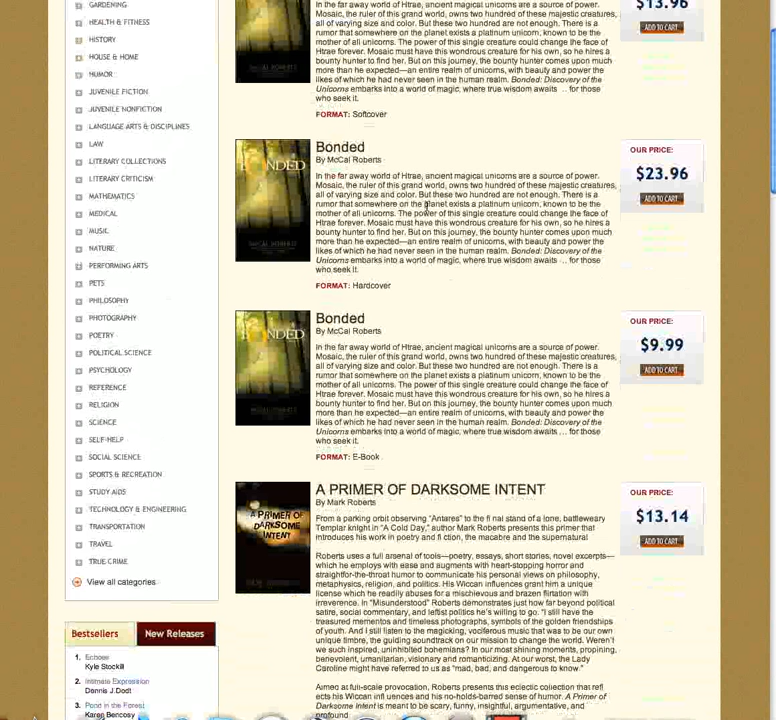 GARDENING
HEALTH & FITNESS
HISTORY
HOUSE & HOME
HUMOR
JUVENILE FICTION
JUVENILE NONFICTION
LANGUAGE ARTS & DISCIPLINES
LAW
LITERARY COLLECTIONS
LITERARY CRITICISM
MATHEMATICS
MEDICAL
MUSIC
NATURE
PERFORMING ARTS
PETS
PHILOSOPHY
PHOTOGRAPHY
POETRY
POLITICAL SCIENCE
PSYCHOLOGY
REFERENCE
RELIGION
SCIENCE
SELF-HELP
SOCIAL SCIENCE
SPORTS & RECREATION
STUDY AIDS
TECHNOLOGY & ENGINEERING
TRANSPORTATION
TRAVEL
TRUE CRIME
View all categories
Bestsellers
New Releases
1. Echoes
Kyle Stockill
2. Intimate Expression
Dennis J.Dodt
3. Pond in the Forest
Karen Bencosy
In the far away world of Htrae, ancient magical unicorns are a source of power.
Mosaic, the ruler of this grand world, owns two hundred of these majestic creatures,
all of varying size and color. But these two hundred are not enough. There is a
rumor that somewhere on the planet exists a platinum unicorn, known to be the
mother of all unicorns. The power of this single creature could change the face of
Htrae forever. Mosaic must have this wondrous creature for his own, so he hires a
bounty hunter to find her. But on this journey, the bounty hunter comes upon much
more than he expected—an entire realm of unicorns, with beauty and power the
likes of which he had never seen in the human realm. Bonded: Discovery of the
Unicorns embarks into a world of magic, where true wisdom awaits ... for those
who seek it.
FORMAT: Softcover
$13.96
ADD TO CART
BONDED
McCAL ROBERTS
Bonded
By McCal Roberts
In the far away world of Htrae, ancient magical unicorns are a source of power.
Mosaic, the ruler of this grand world, owns two hundred of these majestic creatures,
all of varying size and color. But these two hundred are not enough. There is a
rumor that somewhere on the planet exists a platinum unicorn, known to be the
mother of all unicorns. The power of this single creature could change the face of
Htrae forever. Mosaic must have this wondrous creature for his own, so he hires a
bounty hunter to find her. But on this journey, the bounty hunter comes upon much
more than he expected—an entire realm of unicorns, with beauty and power the
likes of which he had never seen in the human realm. Bonded: Discovery of the
Unicorns embarks into a world of magic, where true wisdom awaits ... for those
who seek it.
FORMAT: Hardcover
OUR PRICE:
$23.96
ADD TO CART
BONDED
Bonded
By McCal Roberts
In the far away world of Htrae, ancient magical unicorns are a source of power.
Mosaic, the ruler of this grand world, owns two hundred of these majestic creatures,
all of varying size and color. But these two hundred are not enough. There is a
rumor that somewhere on the planet exists a platinum unicorn, known to be the
mother of all unicorns. The power of this single creature could change the face of
Htrae forever. Mosaic must have this wondrous creature for his own, so he hires a
bounty hunter to find her. But on this journey, the bounty hunter comes upon much
more than he expected—an entire realm of unicorns, with beauty and power the
likes of which he had never seen in the human realm. Bonded: Discovery of the
Unicorns embarks into a world of magic, where true wisdom awaits ... for those
who seek it.
FORMAT: E-Book
OUR PRICE:
$9.99
ADD TO CART
A PRIMER OF
DARKSOME
INTENT
A PRIMER OF DARKSOME INTENT
By Mark Roberts
From a parking orbit observing "Antares" to the fi nal stand of a lone, battleweary
Templar knight in "A Cold Day," author Mark Roberts presents this primer that
introduces his work in poetry and fi ction, the macabre and the supernatural
Roberts uses a full arsenal of tools—poetry, essays, short stories, novel excerpts—
which he employs with ease and augments with heart-stopping horror and
straightfor-the-throat humor to communicate his personal views on philosophy,
metaphysics, religion, and politics. His Wiccan infl uences grant him a unique
license which he readily abuses for a mischievous and brazen flirtation with
irreverence. In "Misunderstood" Roberts demonstrates just how far beyond political
satire, social commentary, and leftist politics he's willing to go. "I still have the
treasured mementos and timeless photographs, symbols of the golden friendships
of youth. And I still listen to the magicking, vociferous music that was to be our own
unique timbre, the guiding soundtrack on our mission to change the world. Weren't
we such inspired, uninhibited bohemians? In our most shining moments, propining,
benevolent, umanitarian, visionary and romanticizing. At our worst, the Lady
Caroline might have referred to us as "mad, bad, and dangerous to know."
Aimed at full-scale provocation, Roberts presents this eclectic collection that refl
ects his Wiccan infl uences and his no-holds-barred sense of humor. A Primer of
Darksome Intent is meant to be scary, funny, insightful, argumentative, and
profound.
OUR PRICE:
$13.14
ADD TO CART